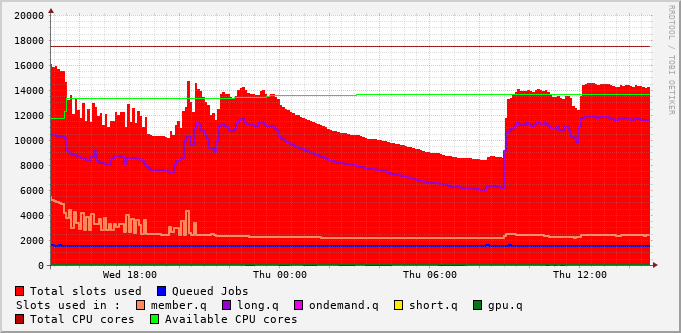 RRDTOOL / TOBI OETIKER
20000
18000
16000
14000
12000
10000
8000
6000
4000
2000
0
Wed 18:00 Thu 00:00 Thu 06:00 Thu 12:00
Total slots used Queued Jobs
Slots used in : member.q long.q ondemand.q short.q gpu.q
Total CPU cores Available CPU cores